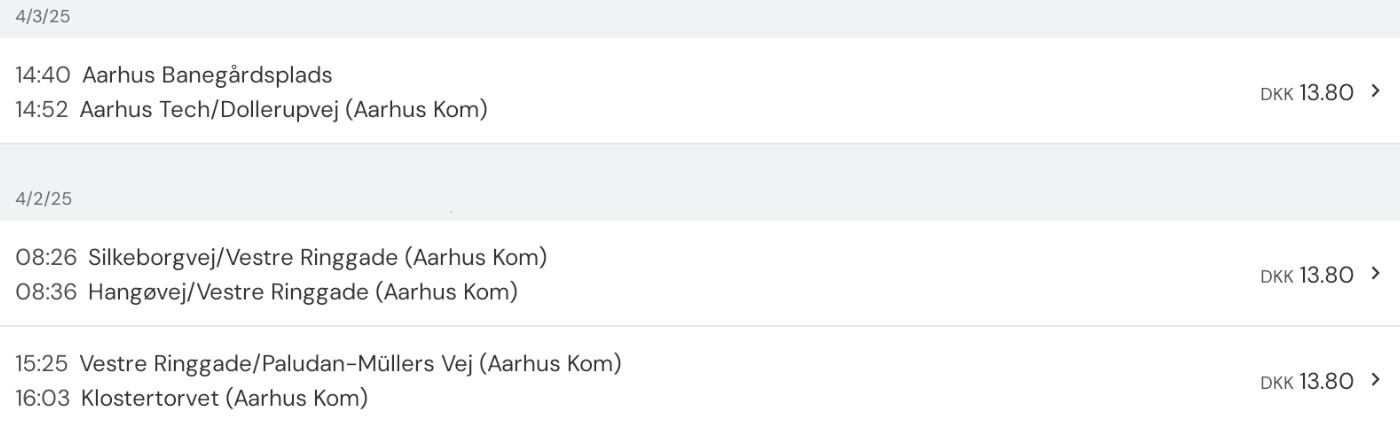 4/3/25
14:40 Aarhus Banegårdsplads
14:52 Aarhus Tech/Dollerupvej (Aarhus Kom)
DKK 13.80
4/2/25
08:26 Silkeborgvej/Vestre Ringgade (Aarhus Kom)
08:36 Hangøvej/Vestre Ringgade (Aarhus Kom)
DKK 13.80
15:25 Vestre Ringgade/Paludan-Müllers Vej (Aarhus Kom)
16:03 Klostertorvet (Aarhus Kom)
DKK 13.80